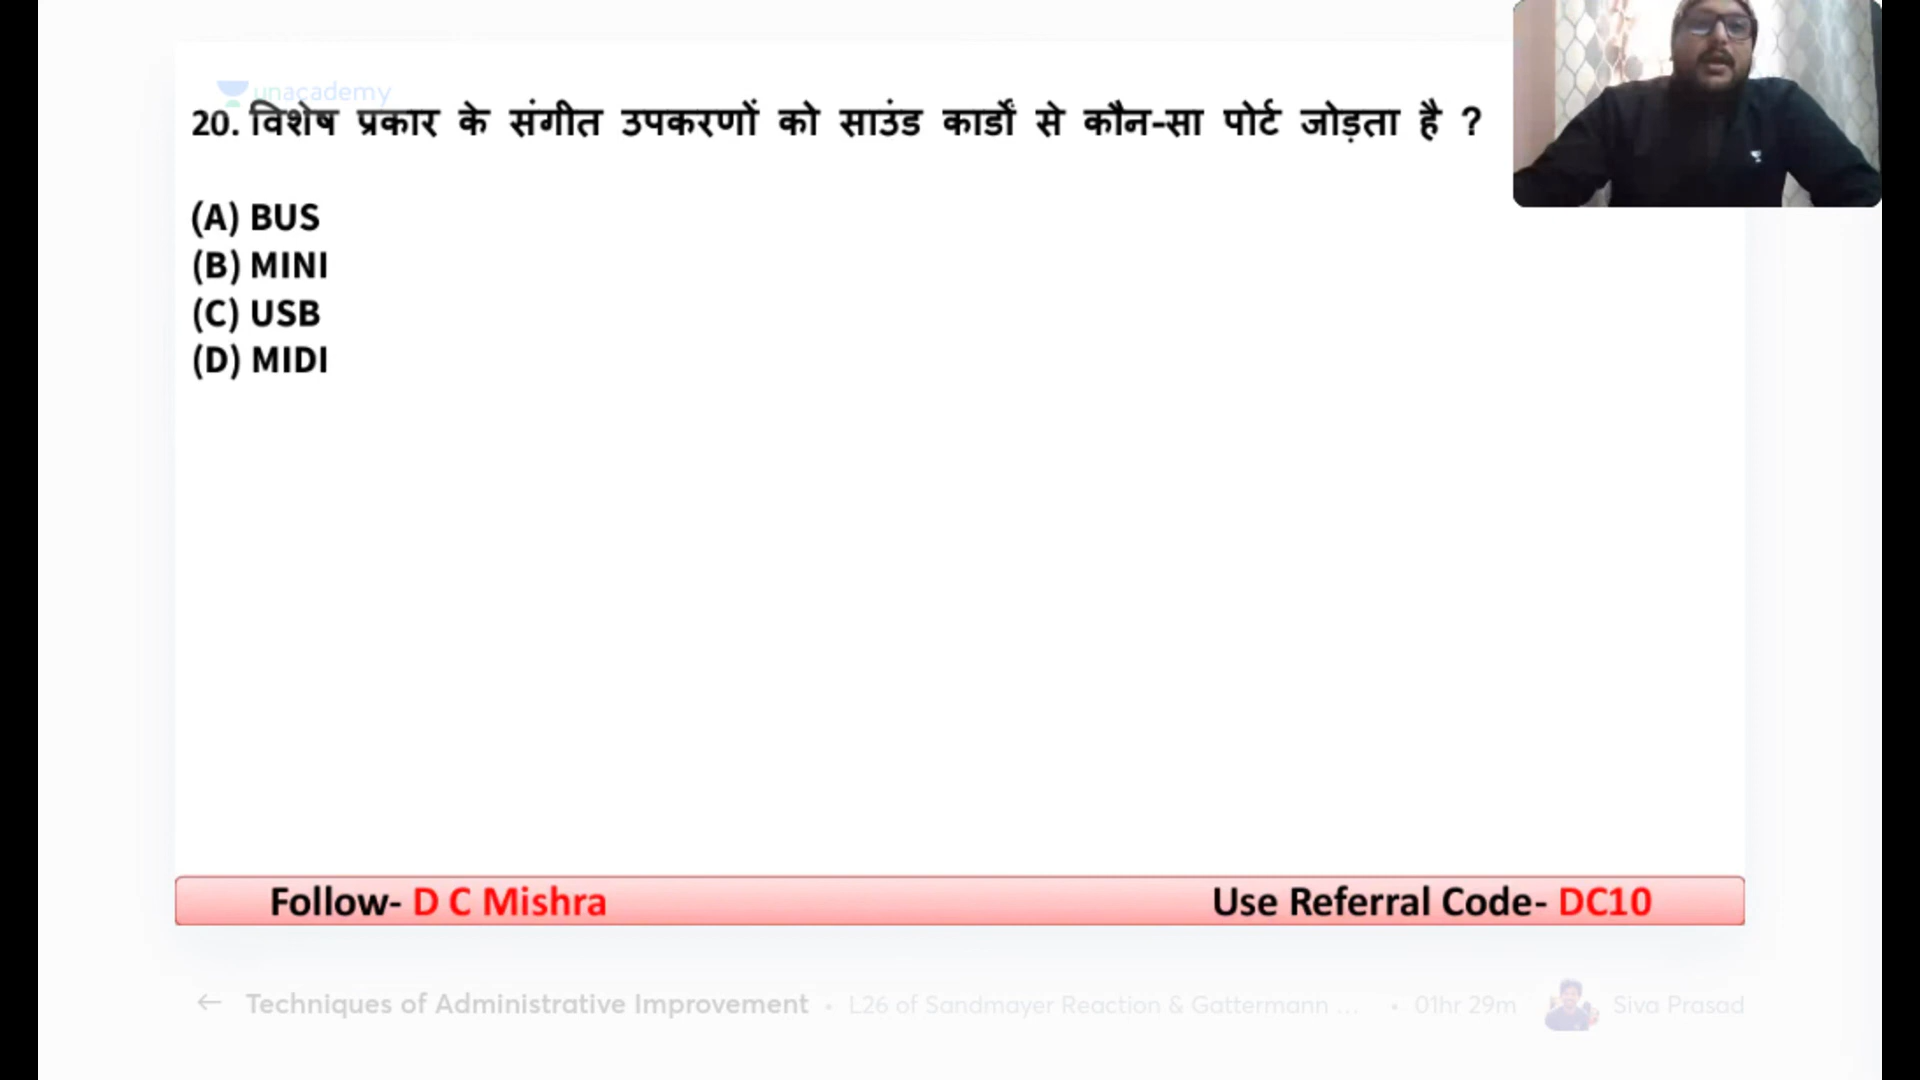 unacademy
20. विशेष प्रकार के संगीत उपकरणों को साउंड कार्डों से कौन-सा पोर्ट जोड़ता है ?
(A) BUS
(B) MINI
(C) USB
(D) MIDI
Follow- D C Mishra Use Referral Code- DC10
← Techniques of Administrative Improvement • L26 of Sandmayer Reaction & Gattermann ... • 01hr 29m Siva Prasad